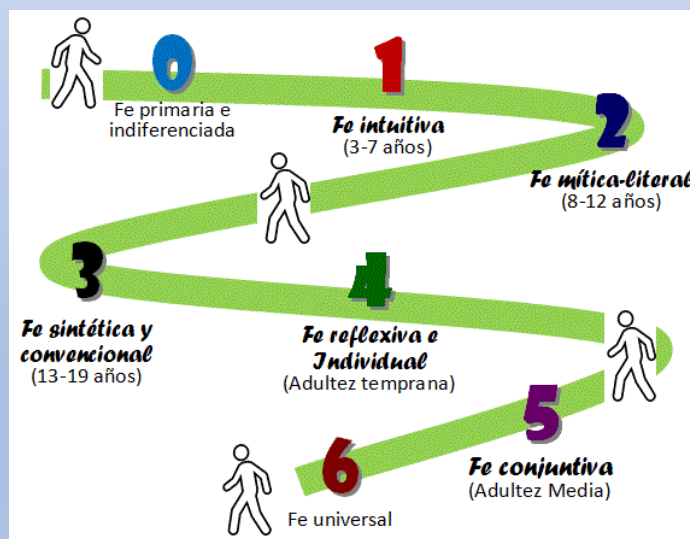 0
Fe primaria e
indiferenciada
1
Fe intuitiva
(3-7 años)
2
Fe mítica-literal
(8-12 años)
3
Fe sintética y
convencional
(13-19 años)
4
Fe reflexiva e
Individual
(Adultez temprana)
5
Fe conjuntiva
(Adultez Media)
6
Fe universal